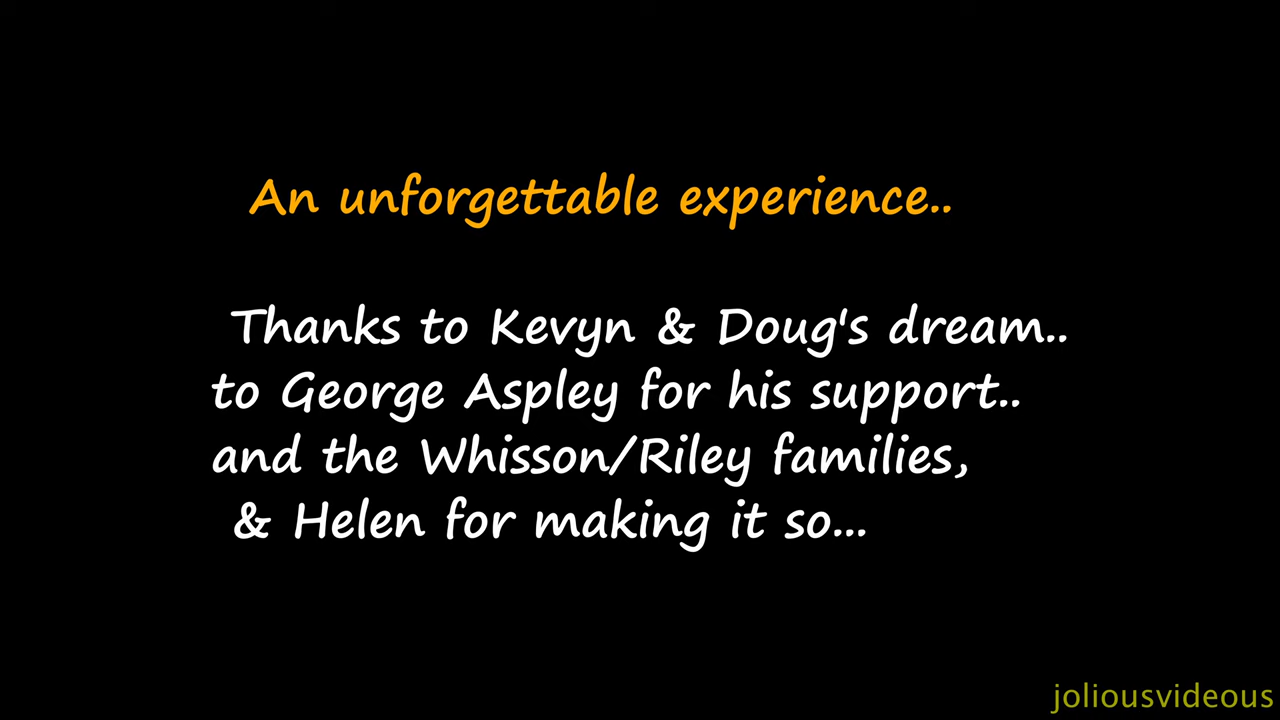 An unforgettable experience..
Thanks to Kevyn & Doug's dream..
to George Aspley for his support..
and the Whisson/Riley families,
& Helen for making it so...
joliousvideous